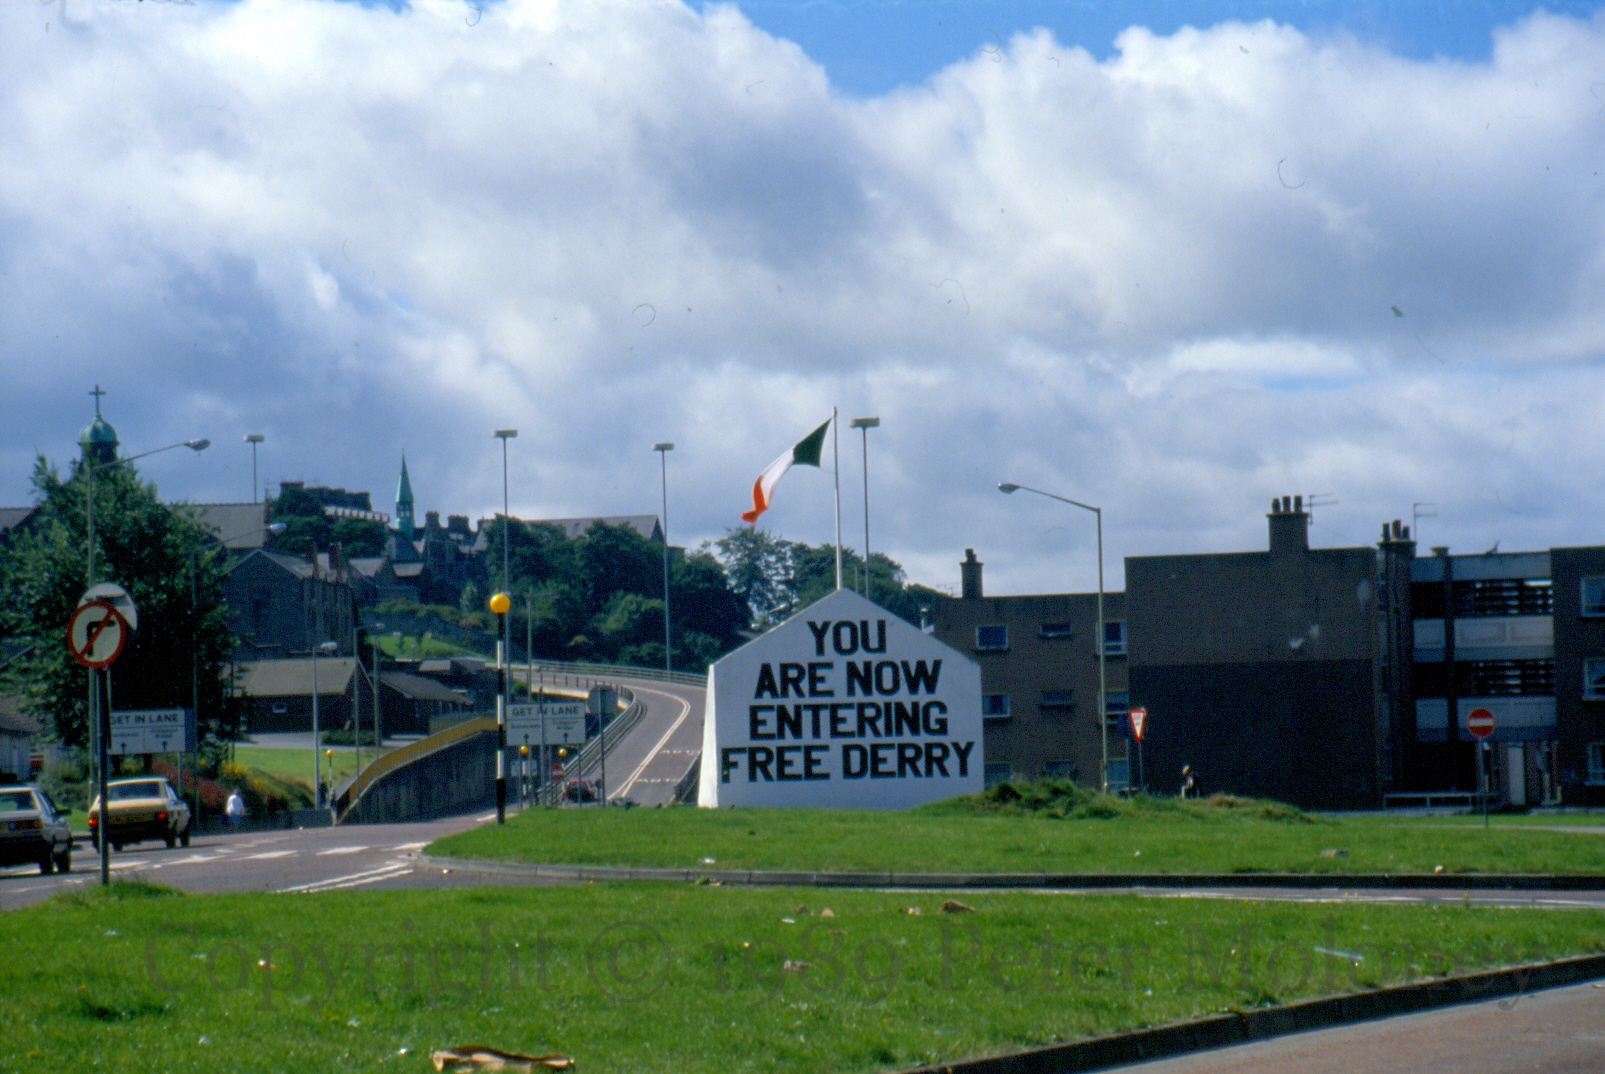 YOU
ARE NOW
ENTERING
FREE DERRY
GET IN LANE
GET IN LANE
Copyright © 1989 Peter Moloney